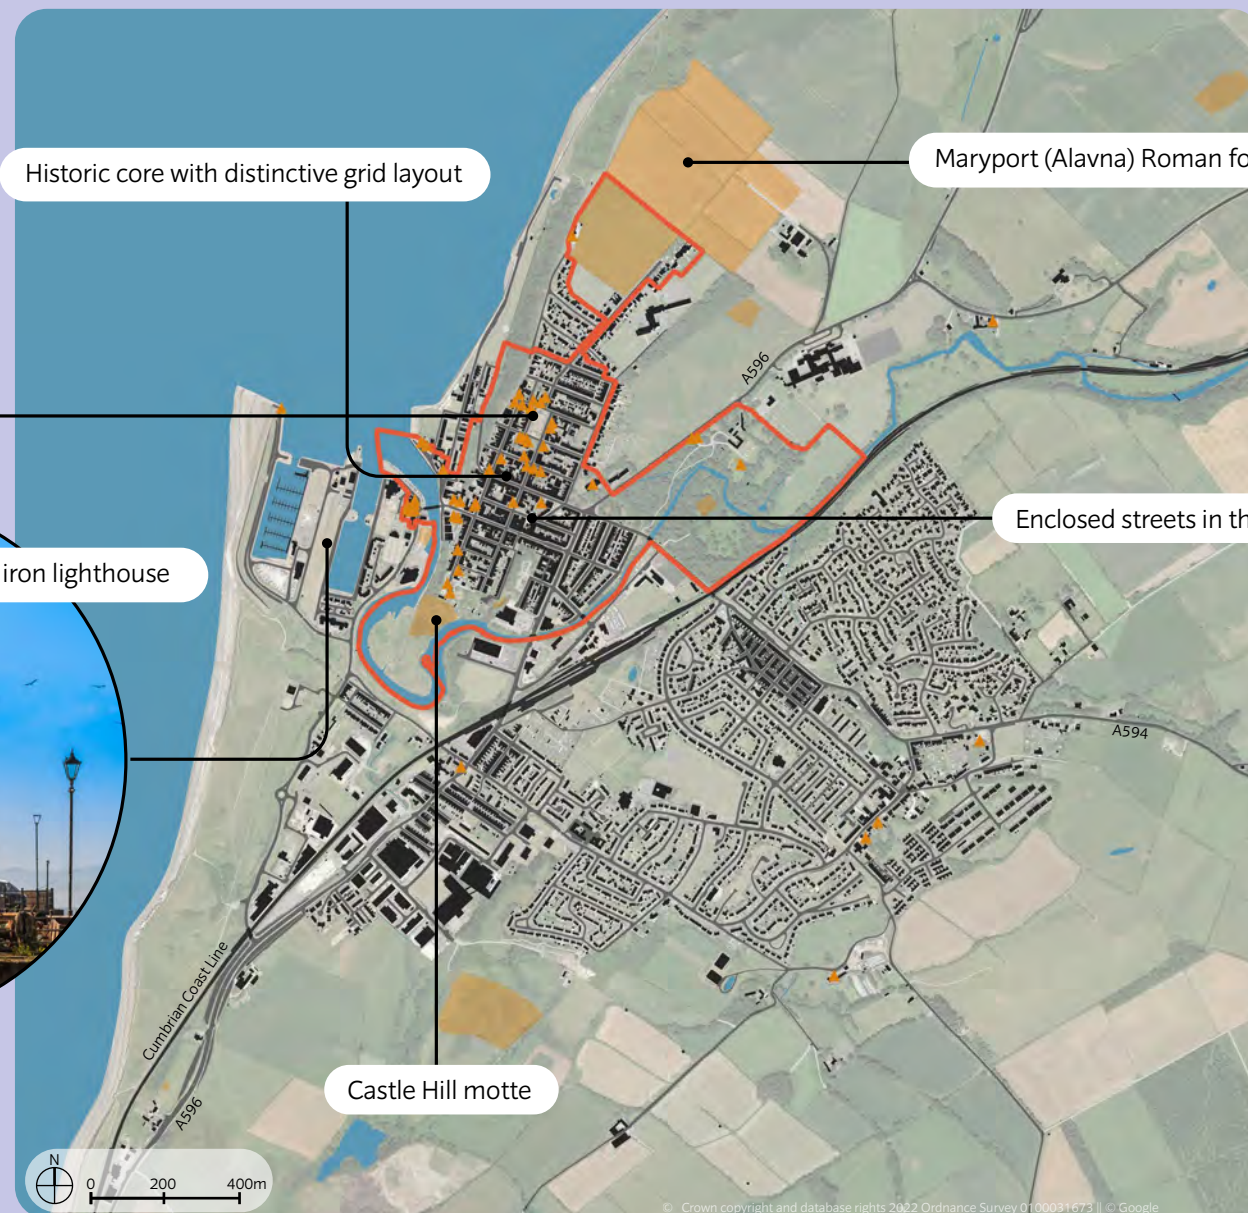 Historic core with distinctive grid layout
Maryport (Alavna) Roman fo
A596
Enclosed streets in th
iron lighthouse
A594
Cumbrian Coast Line
Castle Hill motte
A596
N
0 200 400m
© Crown copyright and database rights 2022 Ordnance Survey 0100031673 || © Google